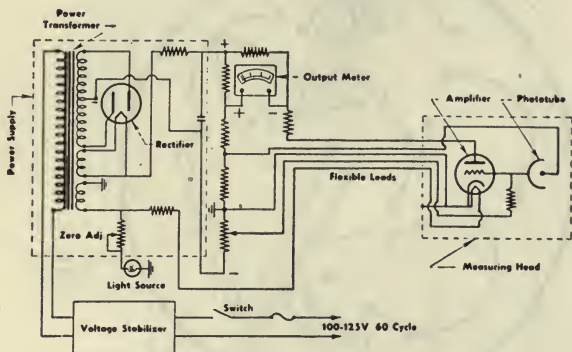 Power
Transformer
Power Supply
+
Output Meter
+ -
Rectifier
Amplifier
Phototube
Flexible Leads
Zero Adj
-
Light Source
Measuring Head
Switch
Voltage Stabilizer
100-125V 60 Cycle